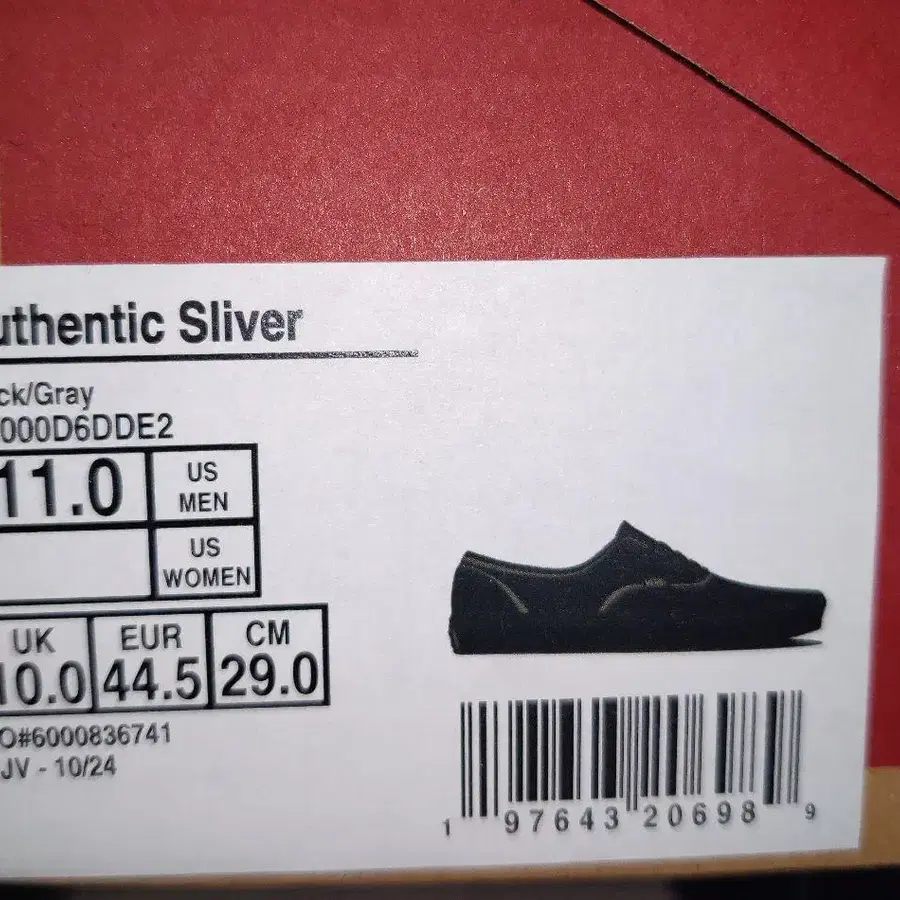 uthentic Sliver
ck/Gray
000D6DDE2
11.0 US MEN
US WOMEN
UK EUR CM
10.0 44.5 29.0
O#6000836741
JV - 10/24
1 97643 20698 9